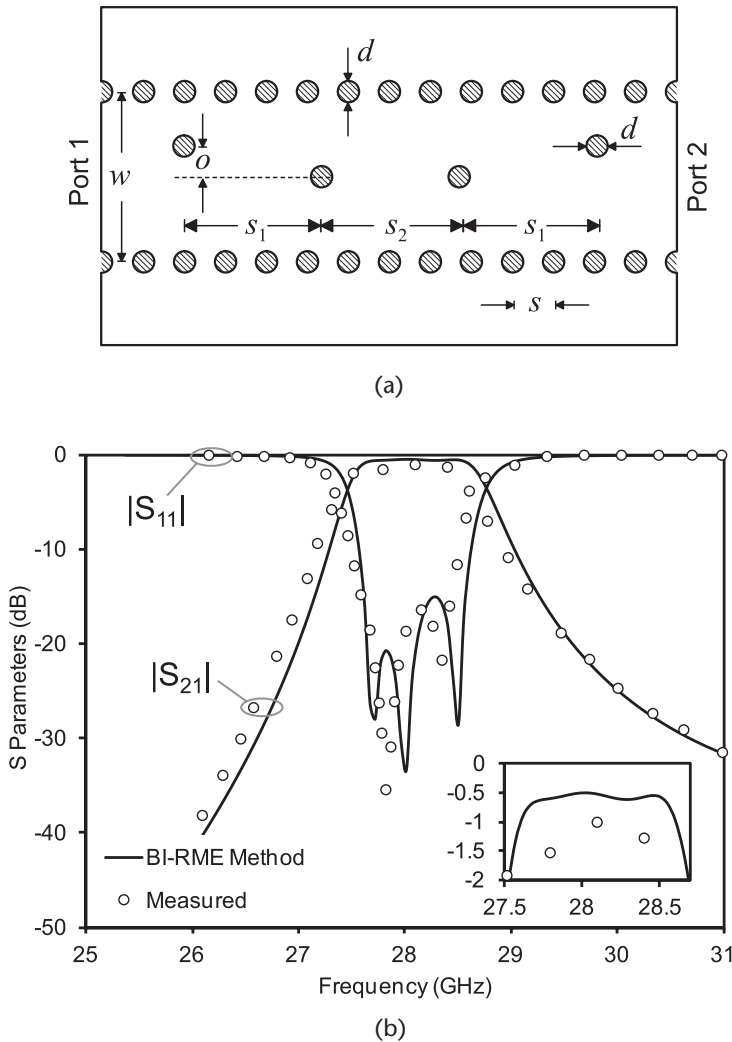 d
Port 1
w
o
d
Port 2
s1
s2
s1
s
(a)
0
-10
-20
-30
-40
-50
S Parameters (dB)
|S11|
|S21|
BI-RME Method
Measured
0
-0.5
-1
-1.5
-2
27.5 28 28.5
25 26 27 28 29 30 31
Frequency (GHz)
(b)